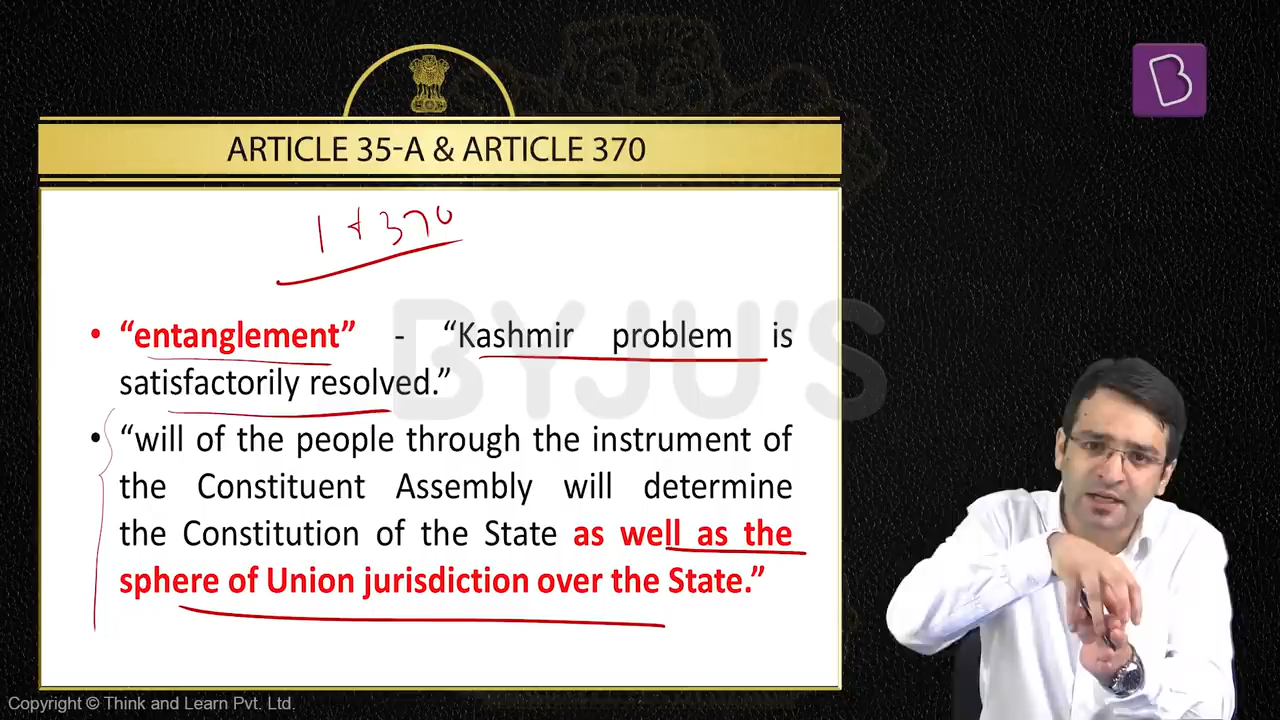 ARTICLE 35-A & ARTICLE 370
1 & 370
• “entanglement” - “Kashmir problem is
satisfactorily resolved.”
BYJU'S
• “will of the people through the instrument of
the Constituent Assembly will determine
the Constitution of the State as well as the
sphere of Union jurisdiction over the State.”
Copyright © Think and Learn Pvt. Ltd.